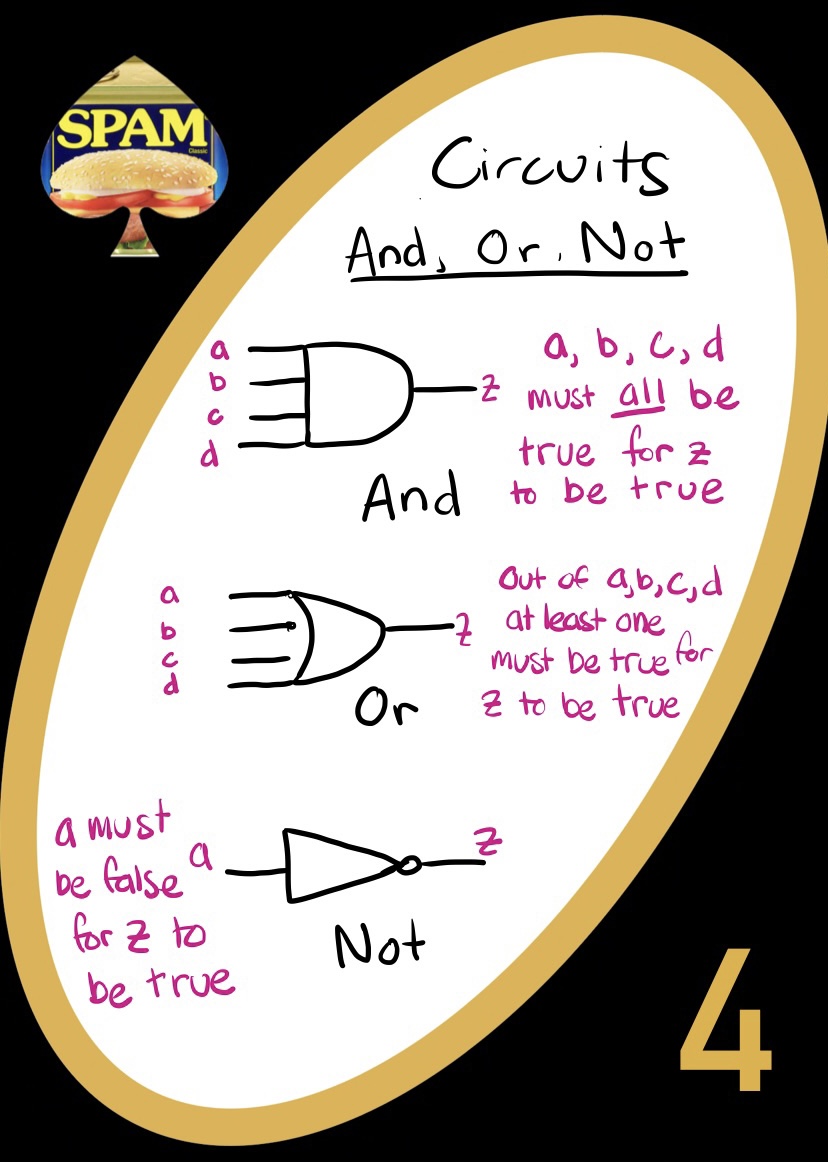 SPAM
Classic
Circuits
And, Or, Not
a
b
c
d
z
a, b, c, d
must all be
true for z
to be true
And
a
b
c
d
z
Out of a,b,c,d
at least one
must be true for
z to be true
Or
a must
be false
for z to
be true
a
z
Not
4